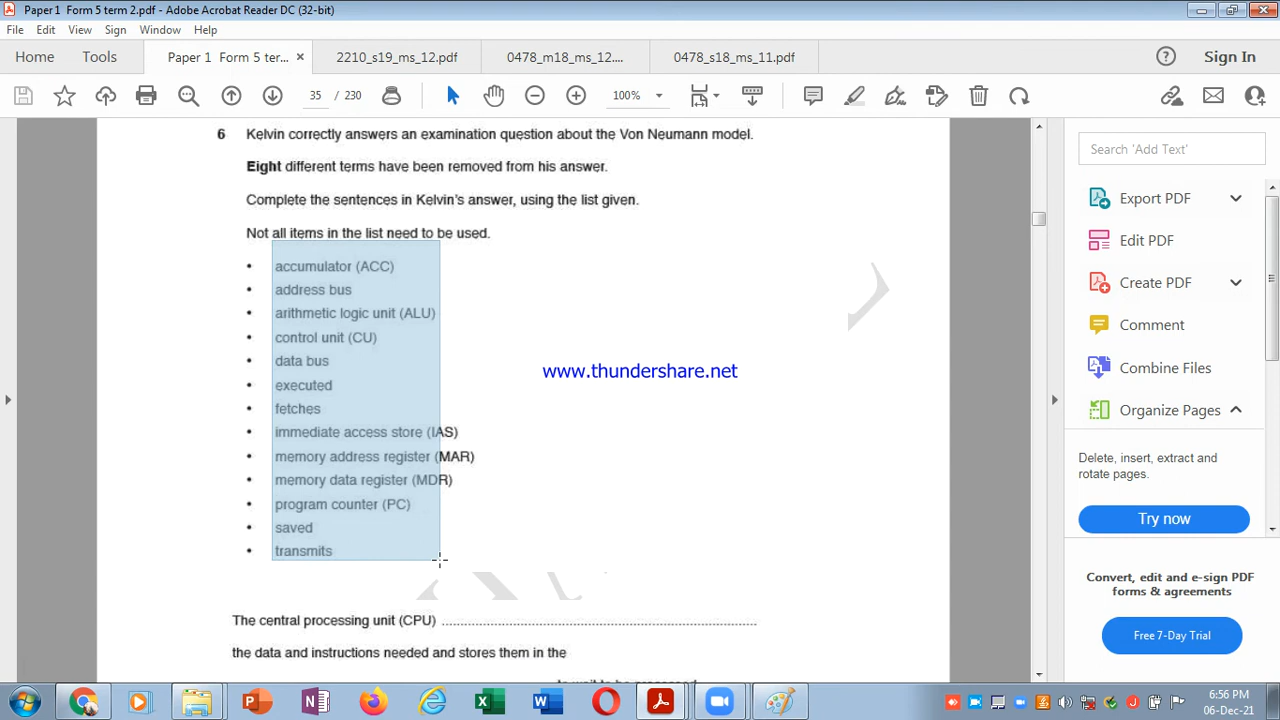 Paper 1 Form 5 term 2.pdf - Adobe Acrobat Reader DC (32-bit)
File Edit View Sign Window Help
Home Tools Paper 1 Form 5 ter... × 2210_s19_ms_12.pdf 0478_m18_ms_12.... 0478_s18_ms_11.pdf Sign In
35 / 230 100%
6 Kelvin correctly answers an examination question about the Von Neumann model.
Eight different terms have been removed from his answer.
Complete the sentences in Kelvin's answer, using the list given.
Not all items in the list need to be used.
• accumulator (ACC)
• address bus
• arithmetic logic unit (ALU)
• control unit (CU)
• data bus
• executed
• fetches
• immediate access store (IAS)
• memory address register (MAR)
• memory data register (MDR)
• program counter (PC)
• saved
• transmits
www.thundershare.net
The central processing unit (CPU) ................................................................................
the data and instructions needed and stores them in the
Search 'Add Text'
Export PDF
Edit PDF
Create PDF
Comment
Combine Files
Organize Pages
Delete, insert, extract and
rotate pages.
Try now
Convert, edit and e-sign PDF
forms & agreements
Free 7-Day Trial
6:56 PM
06-Dec-21